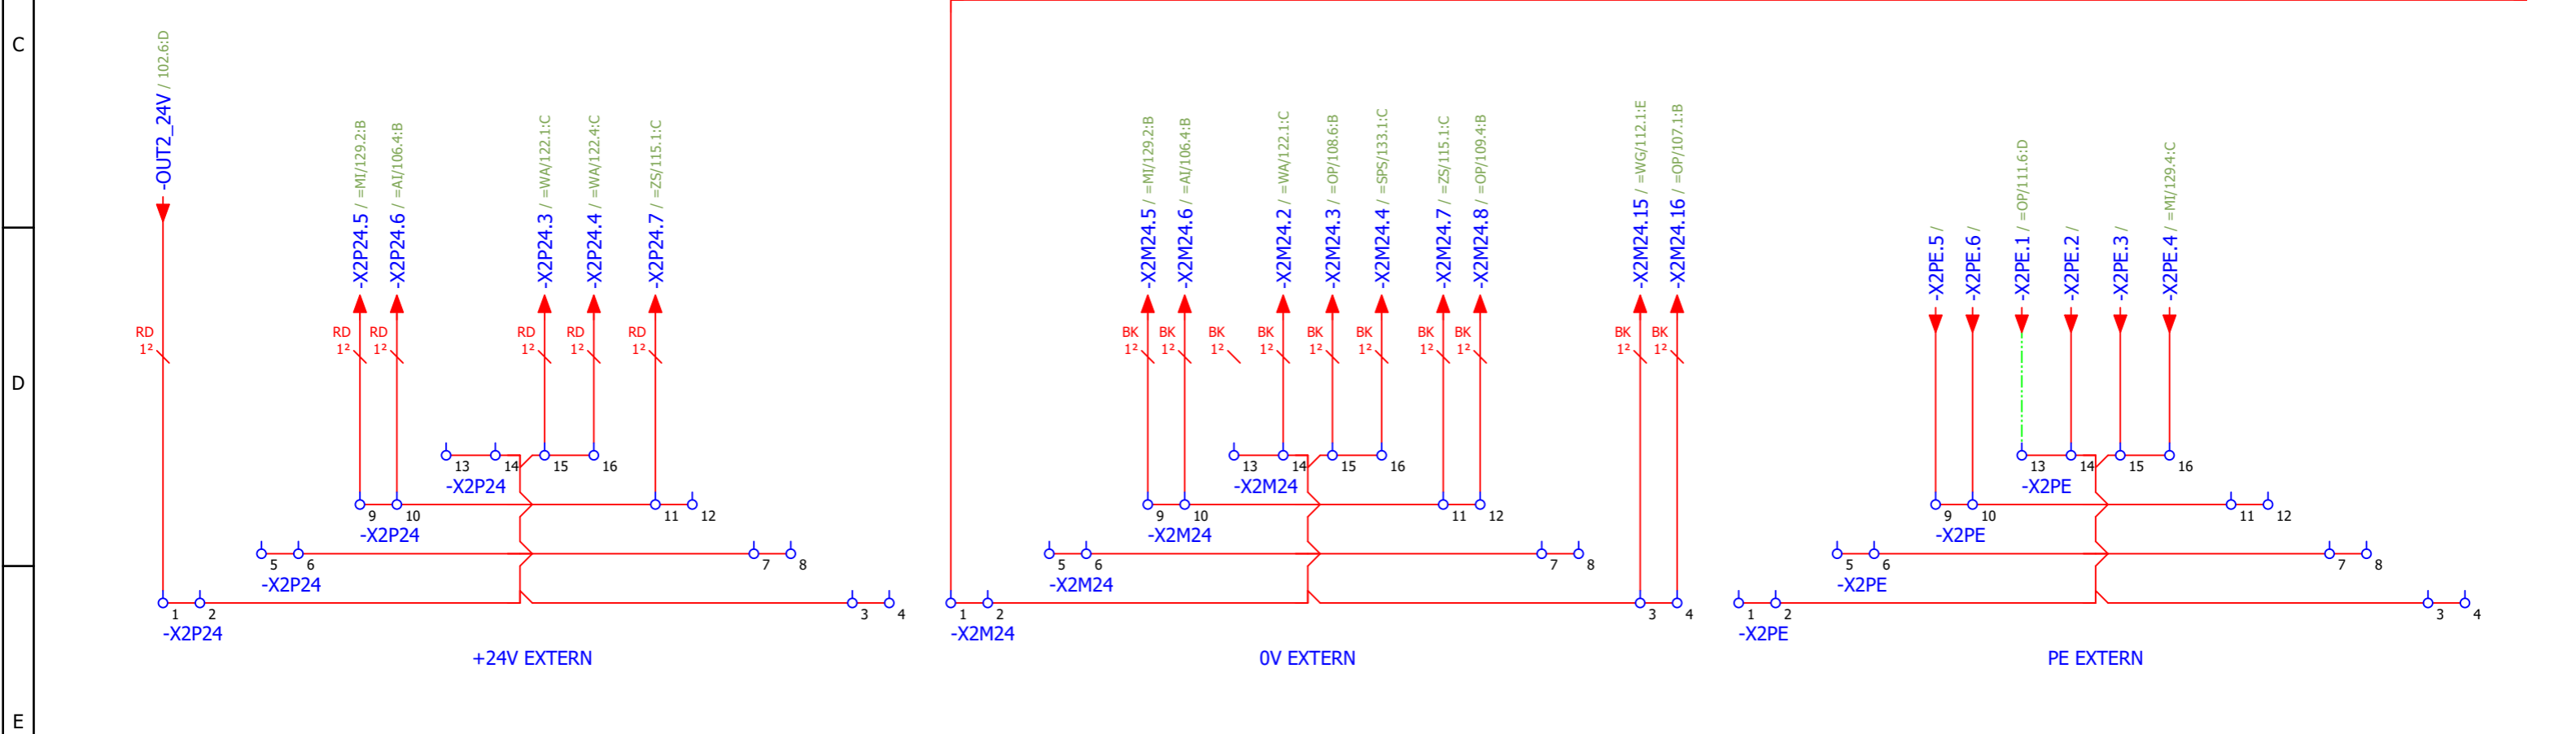 C
D
E
-OUT2_24V / 102.6:D
-X2P24.5 / =MI/129.2:B
-X2P24.6 / =AI/106.4:B
-X2P24.3 / =WA/122.1:C
-X2P24.4 / =WA/122.4:C
-X2P24.7 / =ZS/115.1:C
RD
1²
RD
1²
RD
1²
RD
1²
RD
1²
RD
1²
13 14 15 16
-X2P24
9 10 11 12
-X2P24
5 6 7 8
-X2P24
1 2 3 4
-X2P24
+24V EXTERN
-X2M24.5 / =MI/129.2:B
-X2M24.6 / =AI/106.4:B
-X2M24.2 / =WA/122.1:C
-X2M24.3 / =OP/108.6:B
-X2M24.4 / =SPS/133.1:C
-X2M24.7 / =ZS/115.1:C
-X2M24.8 / =OP/109.4:B
-X2M24.15 / =WG/112.1:E
-X2M24.16 / =OP/107.1:B
BK
1²
BK
1²
BK
1²
BK
1²
BK
1²
BK
1²
BK
1²
BK
1²
BK
1²
BK
1²
13 14 15 16
-X2M24
9 10 11 12
-X2M24
5 6 7 8
-X2M24
1 2 3 4
-X2M24
0V EXTERN
-X2PE.5 /
-X2PE.6 /
-X2PE.1 / =OP/111.6:D
-X2PE.2 /
-X2PE.3 /
-X2PE.4 / =MI/129.4:C
13 14 15 16
-X2PE
9 10 11 12
-X2PE
5 6 7 8
-X2PE
1 2 3 4
-X2PE
PE EXTERN